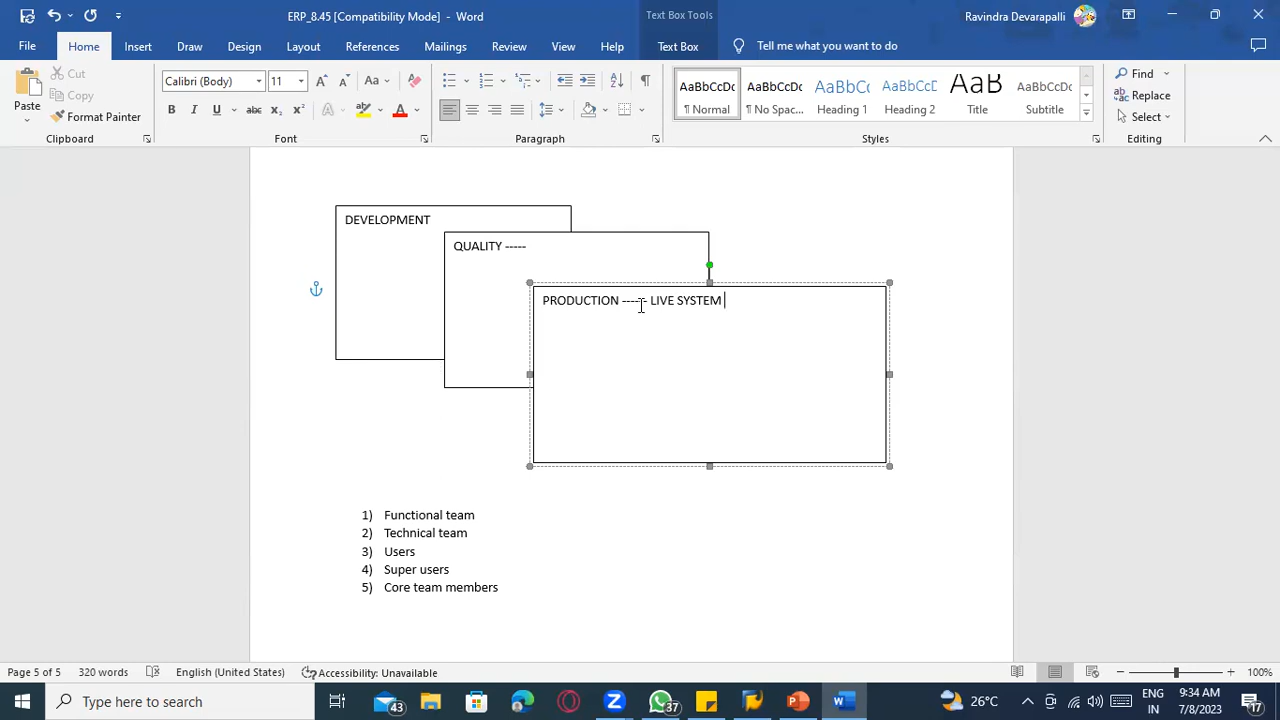 ERP_8.45 [Compatibility Mode] - Word
Text Box Tools
Ravindra Devarapalli
File Home Insert Draw Design Layout References Mailings Review View Help Text Box Tell me what you want to do
Paste
Cut
Copy
Format Painter
Clipboard
Calibri (Body) 11
Font
Paragraph
AaBbCcDc AaBbCcDc AaBbCc AaBbCcC AaB AaBbCcC
¶ Normal ¶ No Spac... Heading 1 Heading 2 Title Subtitle
Styles
Find
Replace
Select
Editing
DEVELOPMENT
QUALITY -----
PRODUCTION ------ LIVE SYSTEM
1) Functional team
2) Technical team
3) Users
4) Super users
5) Core team members
Page 5 of 5 320 words English (United States) Accessibility: Unavailable 100%
Type here to search
43
37
26°C
ENG
IN
9:34 AM
7/8/2023
17